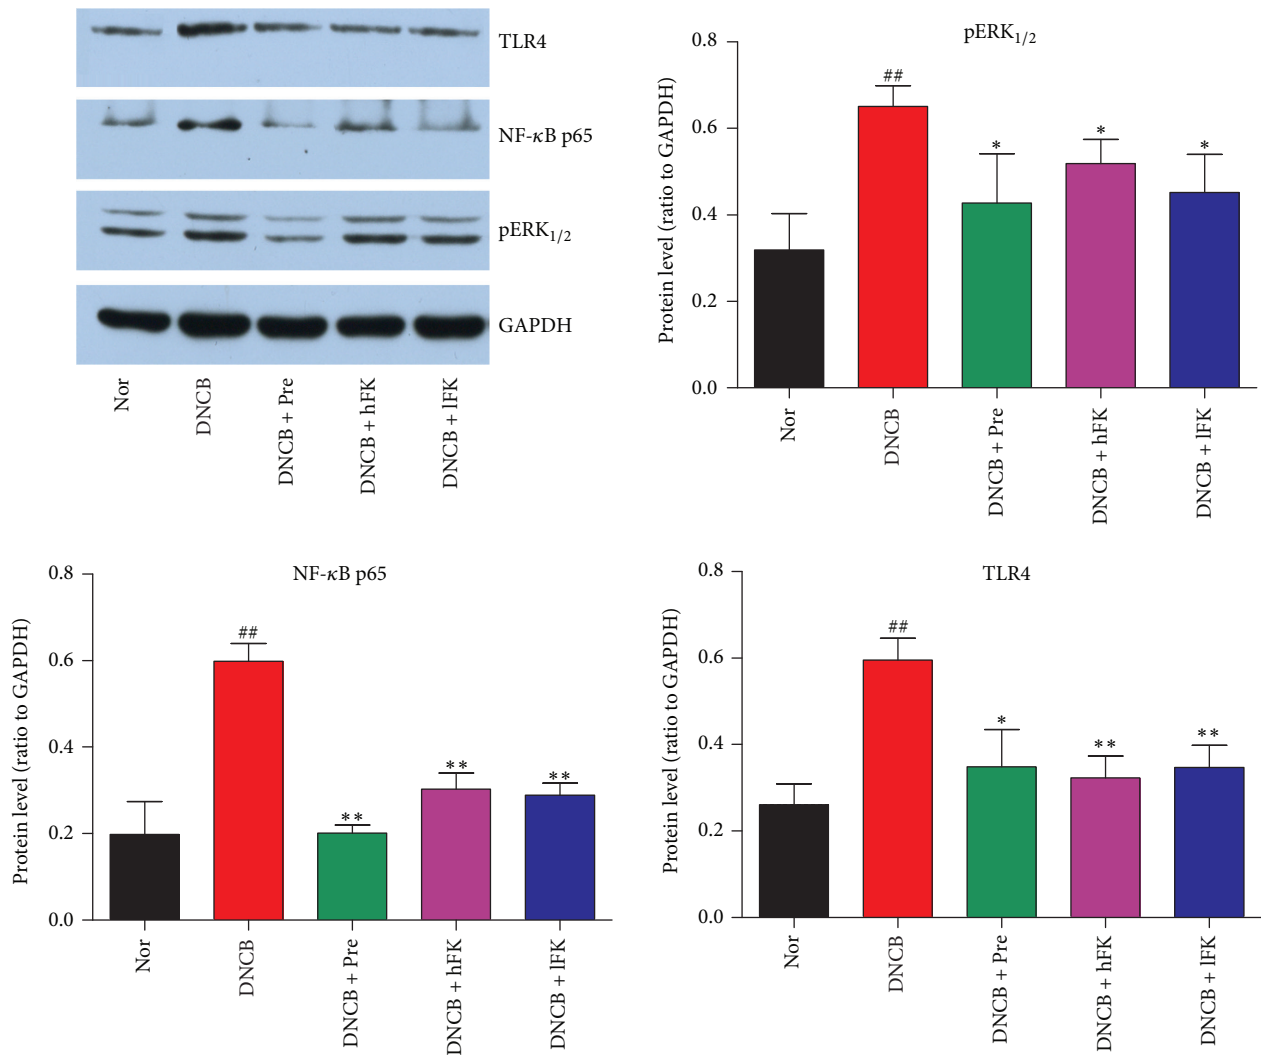 TLR4
NF-κB p65
pERK1/2
GAPDH
Nor
DNCB
DNCB + Pre
DNCB + hFK
DNCB + lFK
pERK1/2
Protein level (ratio to GAPDH)
0.8
0.6
0.4
0.2
0.0
##
*
*
*
Nor
DNCB
DNCB + Pre
DNCB + hFK
DNCB + lFK
NF-κB p65
Protein level (ratio to GAPDH)
0.8
0.6
0.4
0.2
0.0
##
**
**
**
Nor
DNCB
DNCB + Pre
DNCB + hFK
DNCB + lFK
TLR4
Protein level (ratio to GAPDH)
0.8
0.6
0.4
0.2
0.0
##
*
**
**
Nor
DNCB
DNCB + Pre
DNCB + hFK
DNCB + lFK